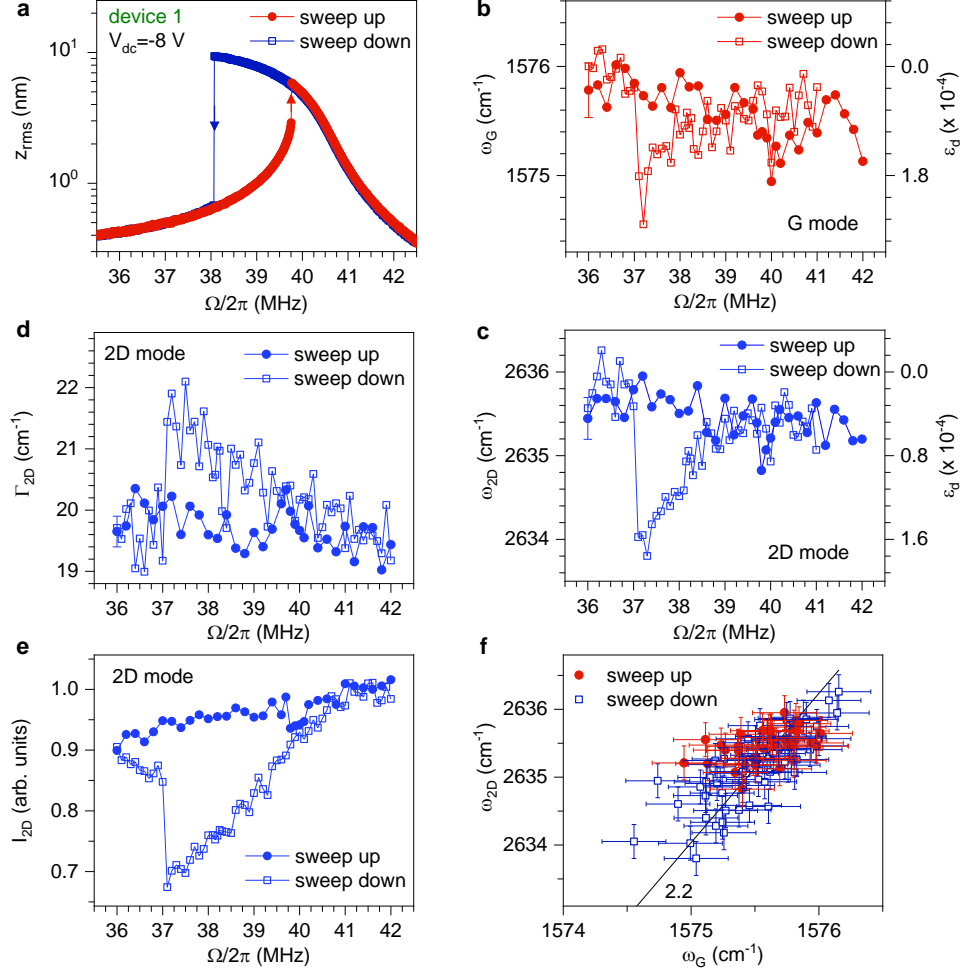 a
device 1
V_dc=-8 V
sweep up
sweep down
10^1
10^0
z_rms (nm)
36 37 38 39 40 41 42
Ω/2π (MHz)
b
sweep up
sweep down
1576
1575
ω_G (cm^-1)
0.0
1.8
ε_d (x 10^-4)
G mode
36 37 38 39 40 41 42
Ω/2π (MHz)
d
2D mode
sweep up
sweep down
22
21
20
19
Γ_2D (cm^-1)
36 37 38 39 40 41 42
Ω/2π (MHz)
c
sweep up
sweep down
2636
2635
2634
ω_2D (cm^-1)
0.0
0.8
1.6
ε_d (x 10^-4)
2D mode
36 37 38 39 40 41 42
Ω/2π (MHz)
e
2D mode
1.0
0.9
0.8
0.7
I_2D (arb. units)
sweep up
sweep down
36 37 38 39 40 41 42
Ω/2π (MHz)
f
sweep up
sweep down
2636
2635
2634
ω_2D (cm^-1)
2.2
1574 1575 1576
ω_G (cm^-1)